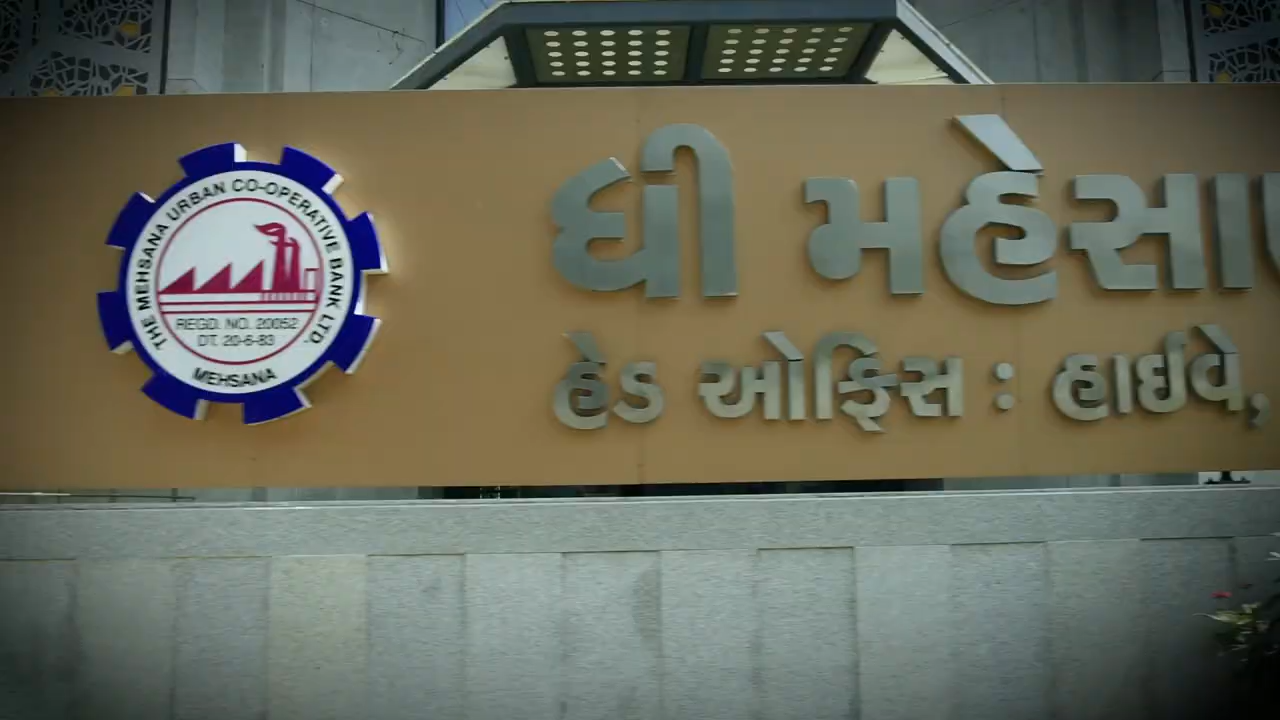 THE MEHSANA URBAN CO-OPERATIVE BANK LTD.
REGD. NO. 20052
DT. 20-6-83
MEHSANA
ધી મહેસા
હેડ ઓફિસ : હાઈવે,